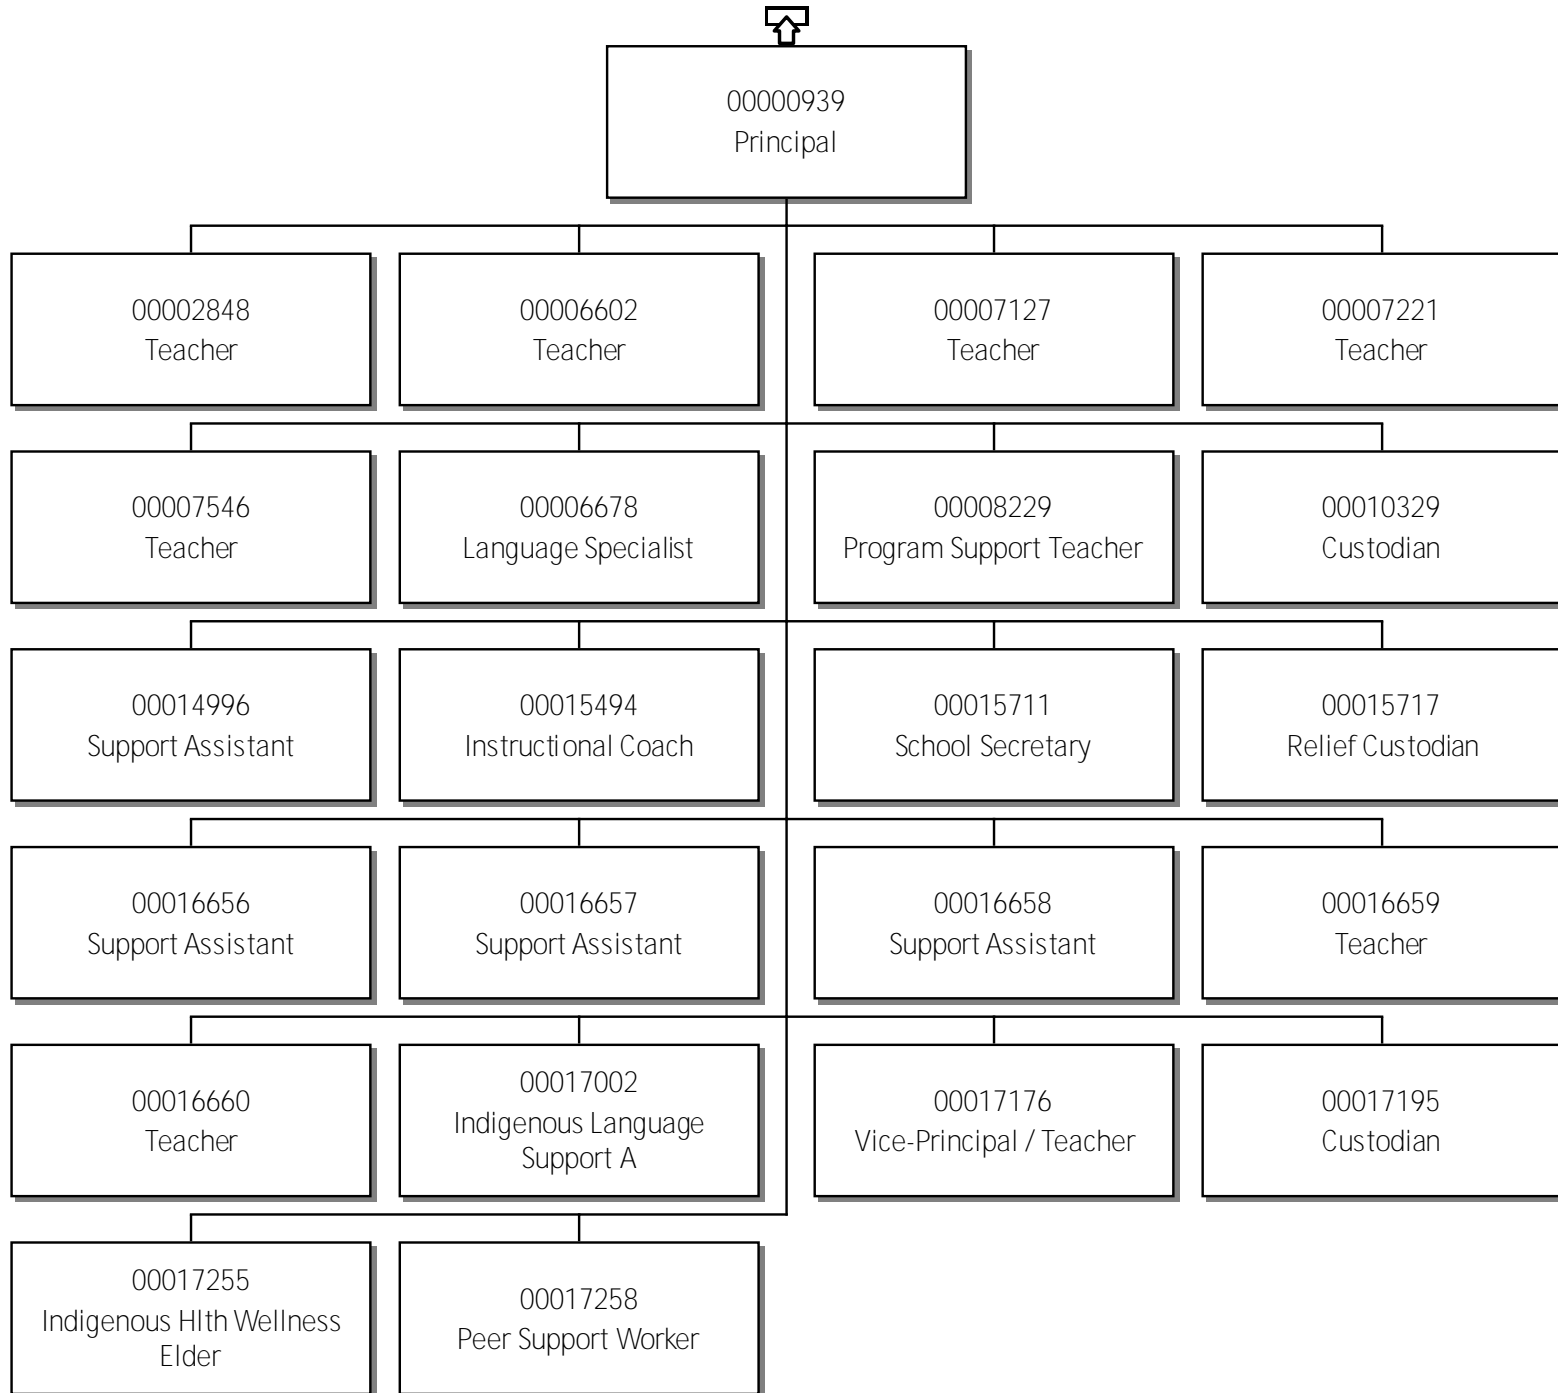 00000939
Principal
00002848
Teacher
00006602
Teacher
00007127
Teacher
00007221
Teacher
00007546
Teacher
00006678
Language Specialist
00008229
Program Support Teacher
00010329
Custodian
00014996
Support Assistant
00015494
Instructional Coach
00015711
School Secretary
00015717
Relief Custodian
00016656
Support Assistant
00016657
Support Assistant
00016658
Support Assistant
00016659
Teacher
00016660
Teacher
00017002
Indigenous Language
Support A
00017176
Vice-Principal / Teacher
00017195
Custodian
00017255
Indigenous Hlth Wellness
Elder
00017258
Peer Support Worker